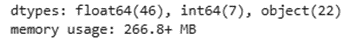 dtypes: float64(46), int64(7), object(22)
memory usage: 266.8+ MB